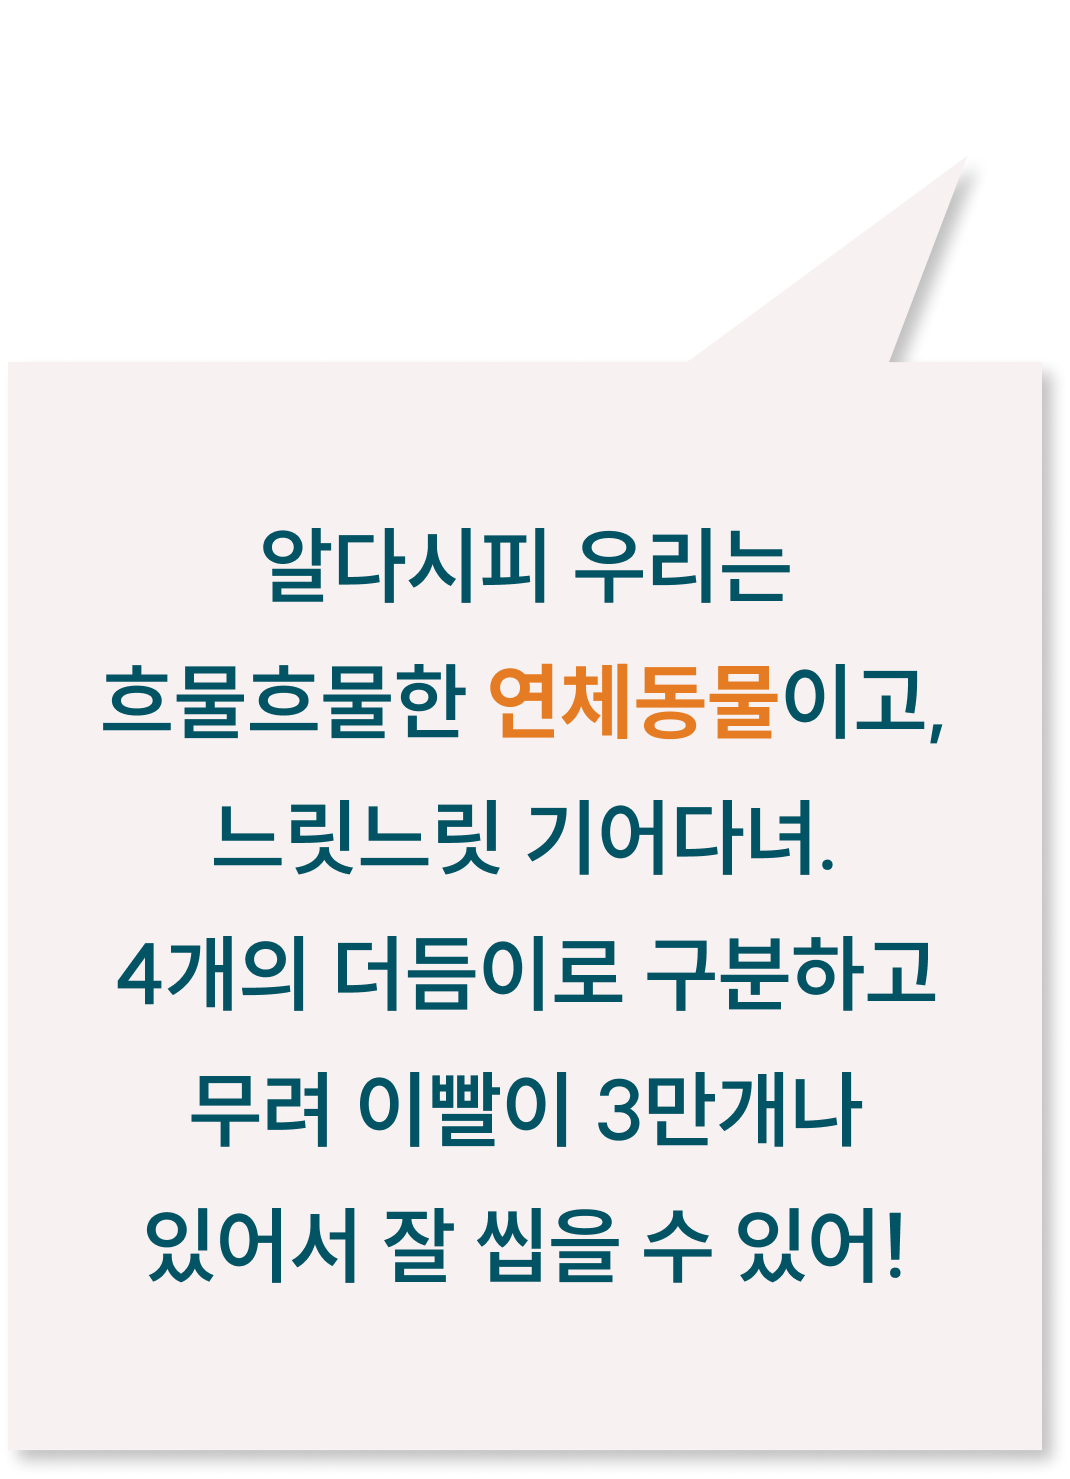 알다시피 우리는
흐물흐물한 연체동물이고,
느릿느릿 기어다녀.
4개의 더듬이로 구분하고
무려 이빨이 3만개나
있어서 잘 씹을 수 있어!